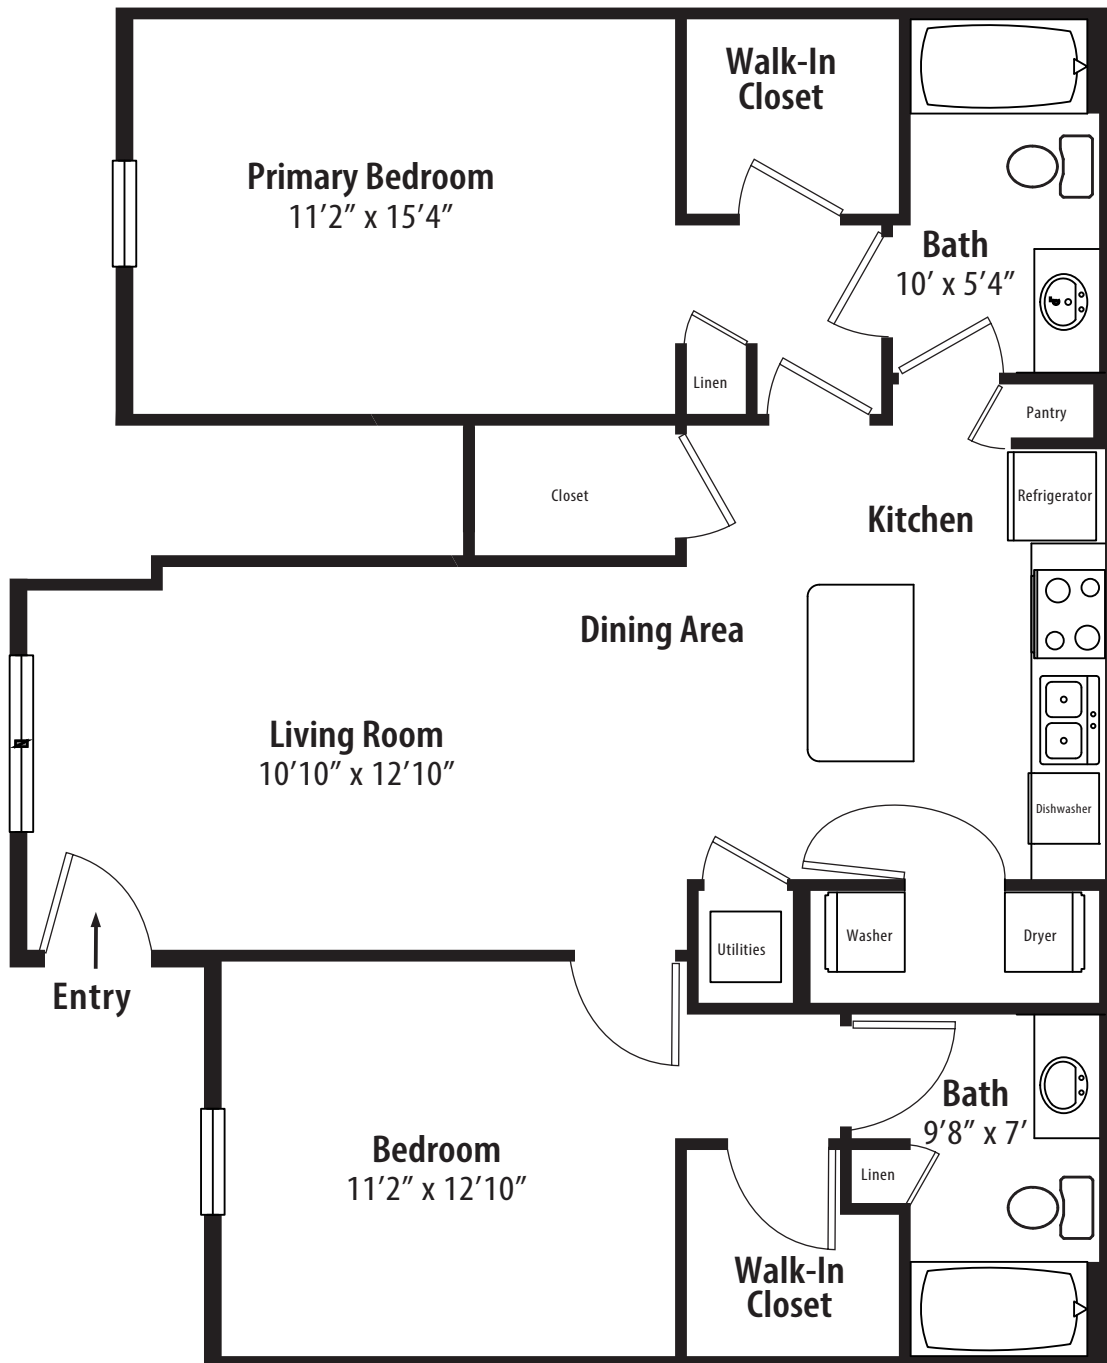 Walk-In
Closet
Primary Bedroom
11’2” x 15’4”
Bath
10’ x 5’4”
Linen
Pantry
Closet
Refrigerator
Kitchen
Dining Area
Living Room
10’10” x 12’10”
Dishwasher
Utilities
Washer
Dryer
Entry
Bath
9’8” x 7’
Bedroom
11’2” x 12’10”
Linen
Walk-In
Closet